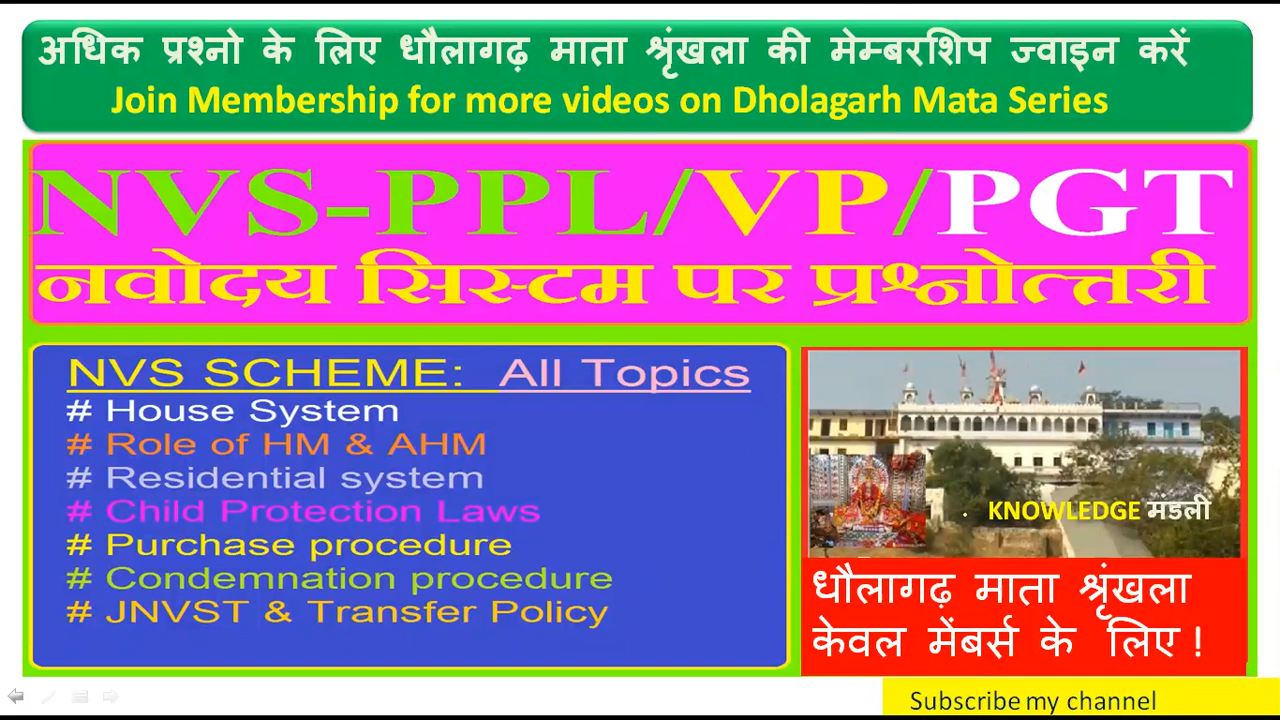 अधिक प्रश्नो के लिए धौलागढ़ माता श्रृंखला की मेम्बरशिप ज्वाइन करें
Join Membership for more videos on Dholagarh Mata Series
NVS-PPL/VP/PGT
नवोदय सिस्टम पर प्रश्नोत्तरी
NVS SCHEME: All Topics
# House System
# Role of HM & AHM
# Residential system
# Child Protection Laws
# Purchase procedure
# Condemnation procedure
# JNVST & Transfer Policy
KNOWLEDGE मडली
धौलागढ़ माता श्रृंखला
केवल मेंबर्स के लिए !
Subscribe my channel